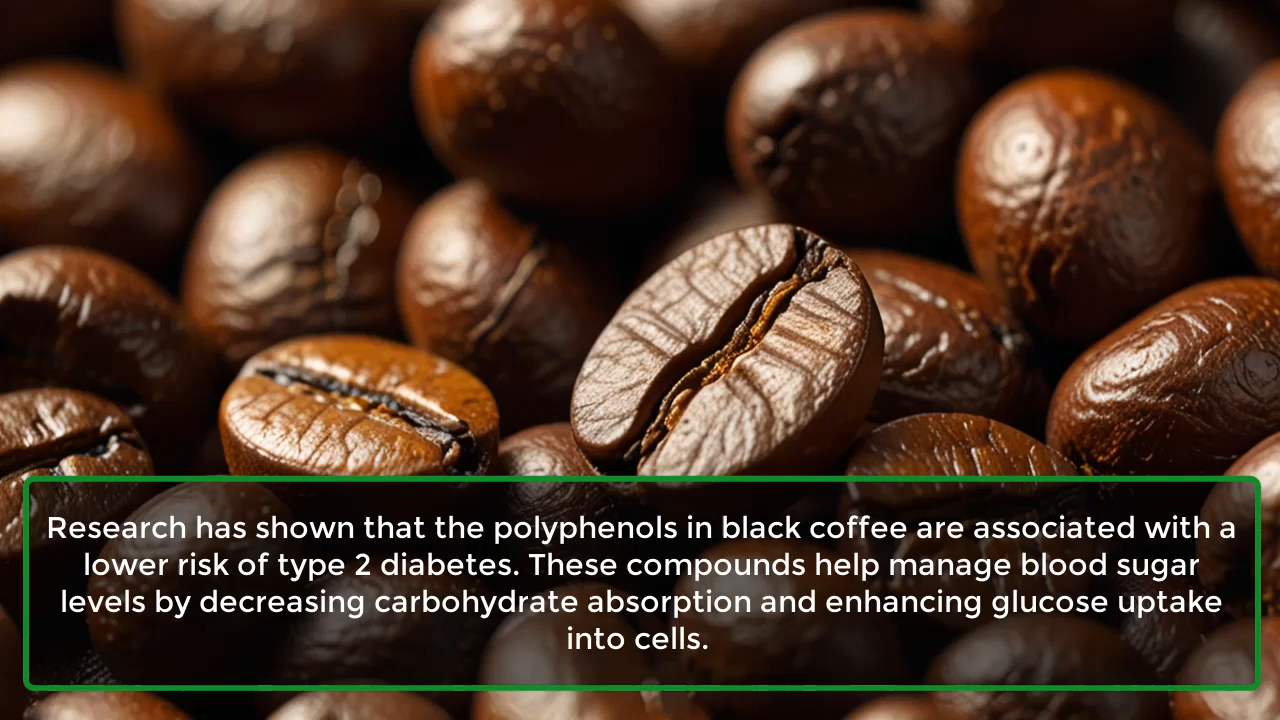 Research has shown that the polyphenols in black coffee are associated with a
lower risk of type 2 diabetes. These compounds help manage blood sugar
levels by decreasing carbohydrate absorption and enhancing glucose uptake
into cells.